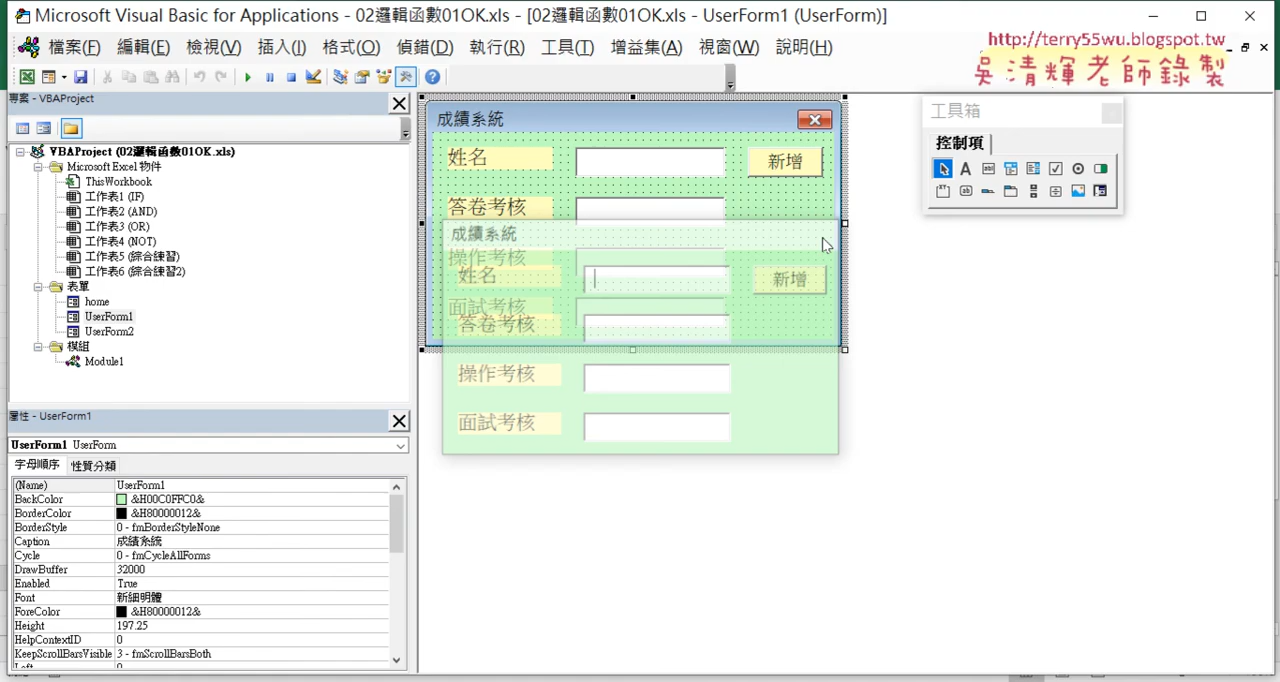 Microsoft Visual Basic for Applications - 02邏輯函數01OK.xls - [02邏輯函數01OK.xls - UserForm1 (UserForm)]
檔案(F) 編輯(E) 檢視(V) 插入(I) 格式(O) 偵錯(D) 執行(R) 工具(T) 增益集(A) 視窗(W) 說明(H)
http://terry55wu.blogspot.tw
吳清輝老師錄製
專案 - VBAProject
VBAProject (02邏輯函數01OK.xls)
Microsoft Excel 物件
ThisWorkbook
工作表1 (IF)
工作表2 (AND)
工作表3 (OR)
工作表4 (NOT)
工作表5 (綜合練習)
工作表6 (綜合練習2)
表單
home
UserForm1
UserForm2
模組
Module1
屬性 - UserForm1
UserForm1 UserForm
字母順序 性質分類
(Name) UserForm1
BackColor &H00C0FFC0&
BorderColor &H80000012&
BorderStyle 0 - fmBorderStyleNone
Caption 成績系統
Cycle 0 - fmCycleAllForms
DrawBuffer 32000
Enabled True
Font 新細明體
ForeColor &H80000012&
Height 197.25
HelpContextID 0
KeepScrollBarsVisible 3 - fmScrollBarsBoth
Left 0
成績系統
姓名 新增
答卷考核
操作考核
面試考核
成績系統
姓名 新增
答卷考核
操作考核
面試考核
工具箱
控制項